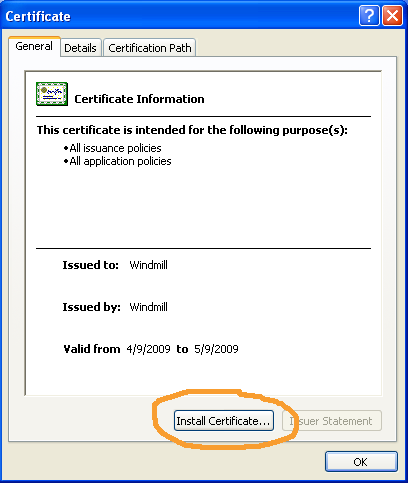 Certificate
General
Details
Certification Path
Certificate Information
This certificate is intended for the following purpose(s):
•All issuance policies
•All application policies
Issued to: Windmill
Issued by: Windmill
Valid from 4/9/2009 to 5/9/2009
Install Certificate...
Issuer Statement
OK